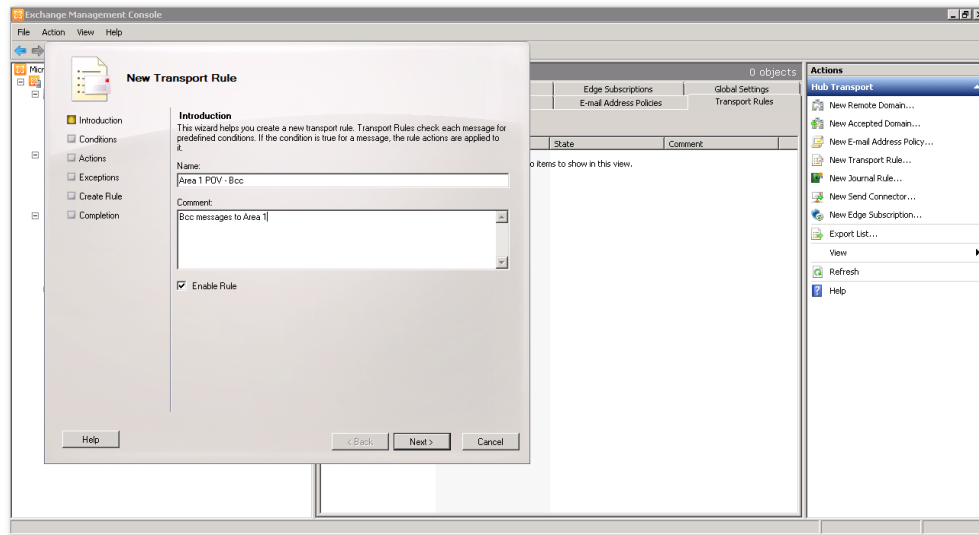 Exchange Management Console
File Action View Help
New Transport Rule
Introduction
Conditions
Actions
Exceptions
Create Rule
Completion
Introduction
This wizard helps you create a new transport rule. Transport Rules check each message for
predefined conditions. If the condition is true for a message, the rule actions are applied to
it.
Name:
Area 1 POV - Bcc
Comment:
Bcc messages to Area 1
Enable Rule
Help
< Back
Next >
Cancel
0 objects
Edge Subscriptions
Global Settings
E-mail Address Policies
Transport Rules
State
Comment
items to show in this view.
Actions
Hub Transport
New Remote Domain...
New Accepted Domain...
New E-mail Address Policy...
New Transport Rule...
New Journal Rule...
New Send Connector...
New Edge Subscription...
Export List...
View
Refresh
Help